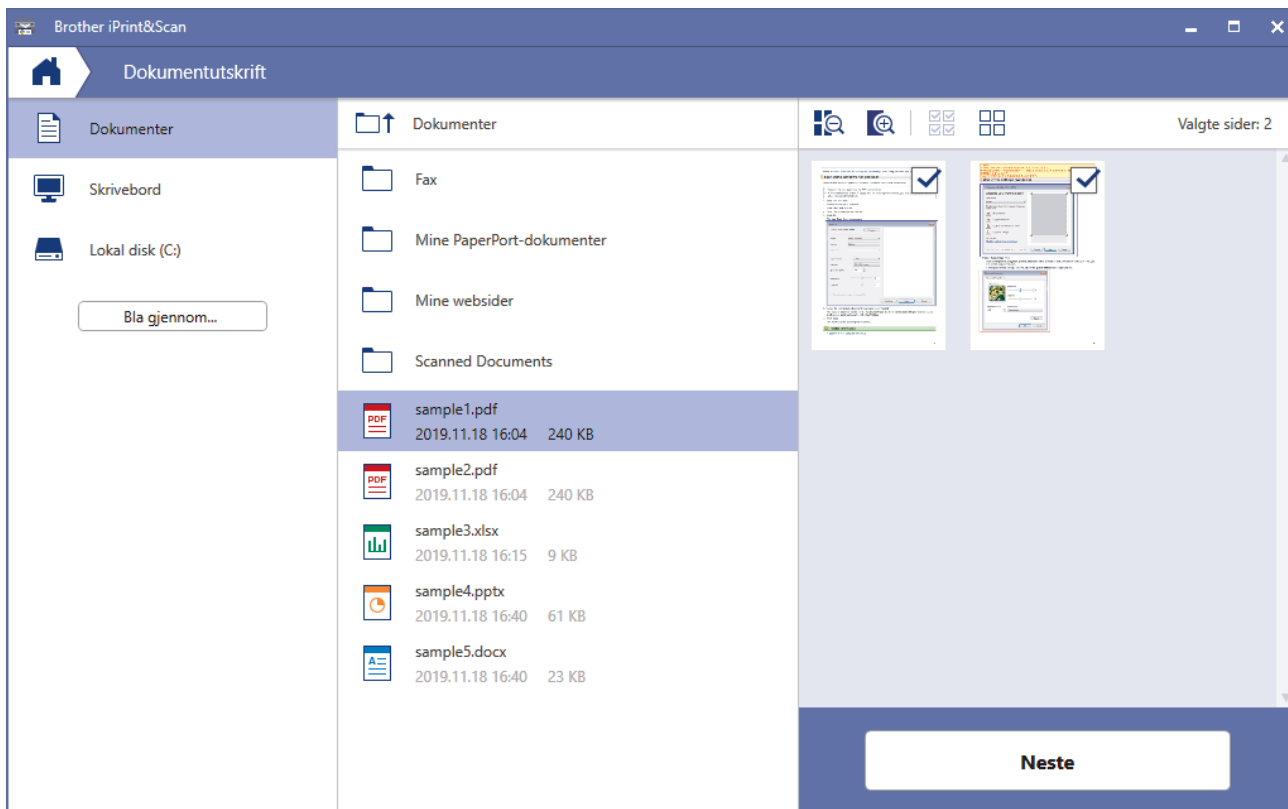 Brother iPrint&Scan
Dokumentutskrift
Dokumenter
Skrivebord
Lokal disk (C:)
Bla gjennom...
Dokumenter
Fax
Mine PaperPort-dokumenter
Mine websider
Scanned Documents
PDF
sample1.pdf
2019.11.18 16:04 240 KB
PDF
sample2.pdf
2019.11.18 16:04 240 KB
sample3.xlsx
2019.11.18 16:15 9 KB
sample4.pptx
2019.11.18 16:40 61 KB
A
sample5.docx
2019.11.18 16:40 23 KB
Valgte sider: 2
Neste